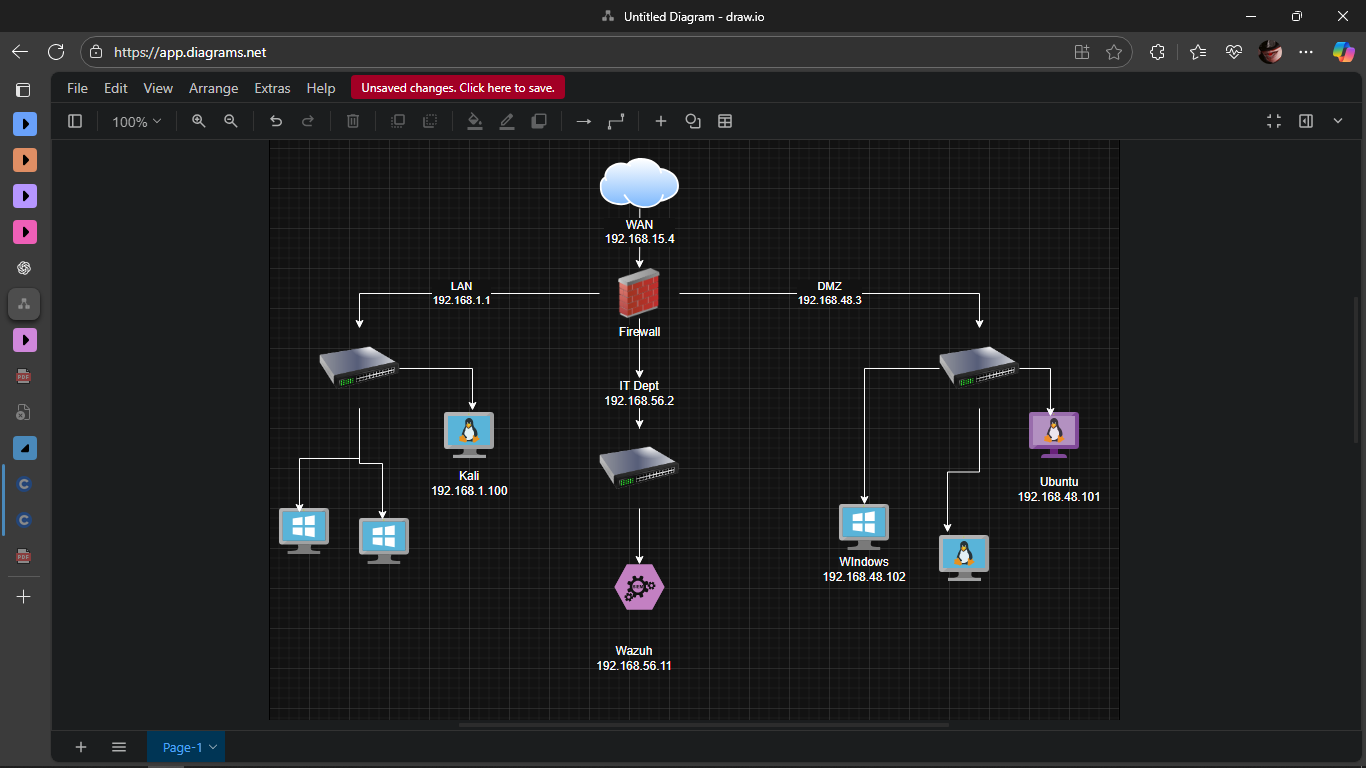 Untitled Diagram - draw.io
https://app.diagrams.net
File Edit View Arrange Extras Help Unsaved changes. Click here to save.
100%
WAN
192.168.15.4
LAN
192.168.1.1
DMZ
192.168.48.3
Firewall
IT Dept
192.168.56.2
Kali
192.168.1.100
Ubuntu
192.168.48.101
WIndows
192.168.48.102
Wazuh
192.168.56.11
Page-1